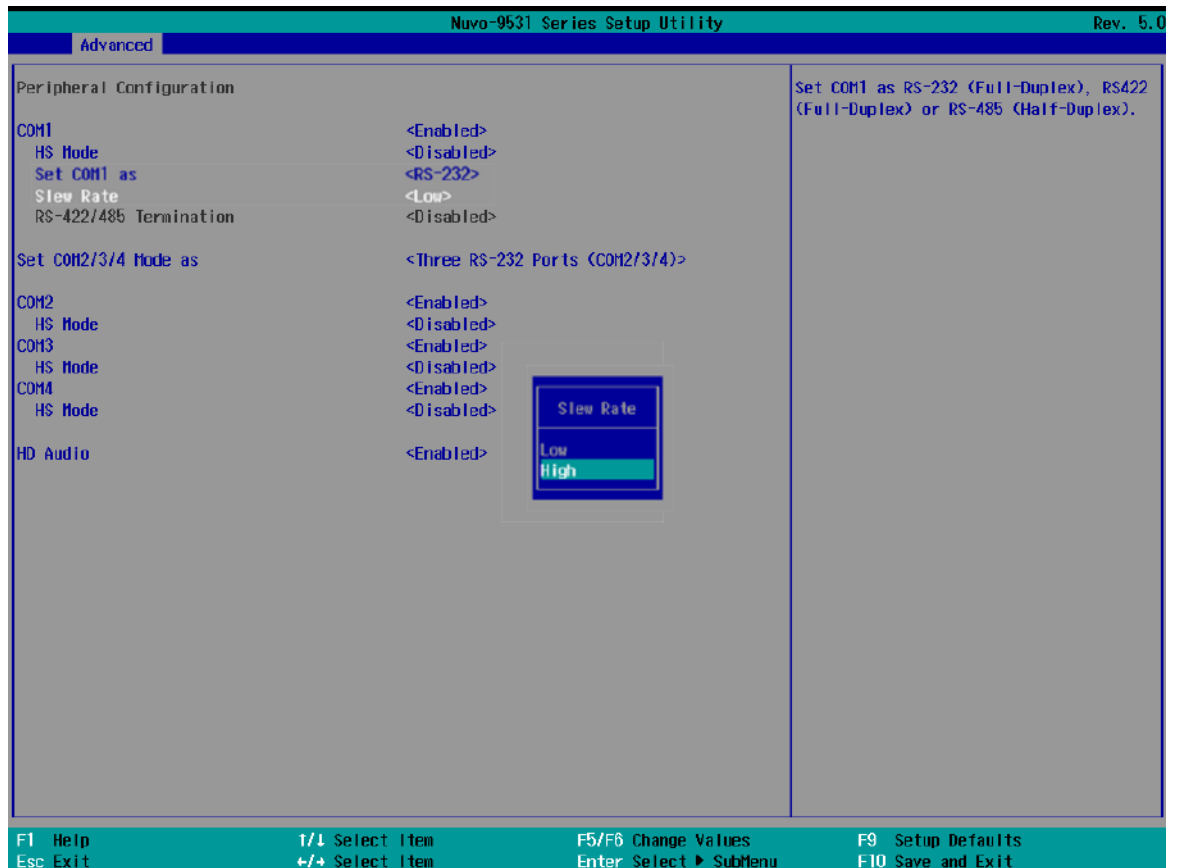 Nuvo-9531 Series Setup Utility Rev. 5.0
Advanced
Peripheral Configuration
COM1 <Enabled>
HS Mode <Disabled>
Set COM1 as <RS-232>
Slew Rate <Low>
RS-422/485 Termination <Disabled>
Set COM2/3/4 Mode as <Three RS-232 Ports (COM2/3/4)>
COM2 <Enabled>
HS Mode <Disabled>
COM3 <Enabled>
HS Mode <Disabled>
COM4 <Enabled>
HS Mode <Disabled>
HD Audio <Enabled>
Slew Rate
Low
High
Set COM1 as RS-232 (Full-Duplex), RS422
(Full-Duplex) or RS-485 (Half-Duplex).
F1 Help ↑/↓ Select Item F5/F6 Change Values F9 Setup Defaults
Esc Exit ←/→ Select Item Enter Select ▶ SubMenu F10 Save and Exit